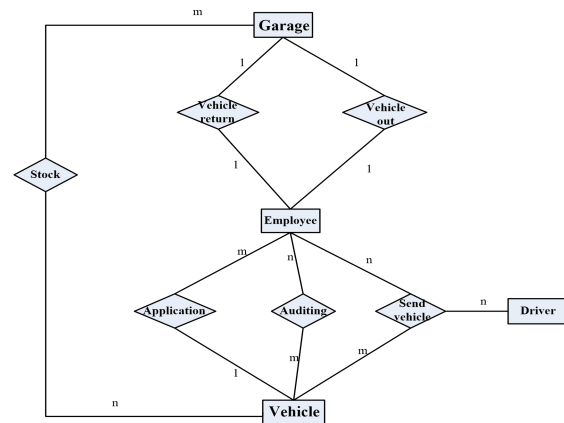 m
Garage
1
1
Vehicle
return
Vehicle
out
1
1
Stock
Employee
m
n
n
Application
Auditing
Send
vehicle
n
Driver
1
m
m
n
Vehicle